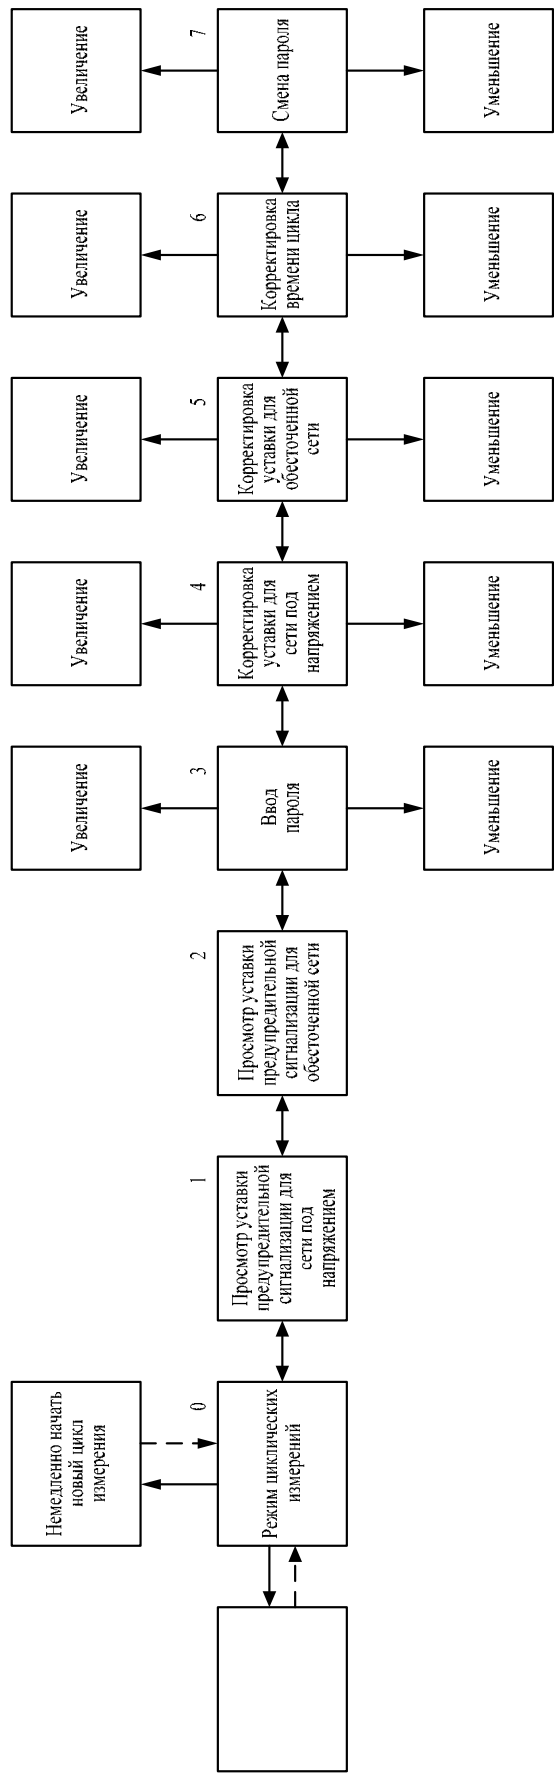 Немедленно начать
новый цикл
измерения
0
Режим циклических
измерений
1
Просмотр уставки
предупредительной
сигнализации для
сети под
напряжением
2
Просмотр уставки
предупредительной
сигнализации для
обесточенной сети
Увеличение
3
Ввод
пароля
Уменьшение
Увеличение
4
Корректировка
уставки для
сети под
напряжением
Уменьшение
Увеличение
5
Корректировка
уставки для
обесточенной
сети
Уменьшение
Увеличение
6
Корректировка
времени цикла
Уменьшение
Увеличение
7
Смена пароля
Уменьшение